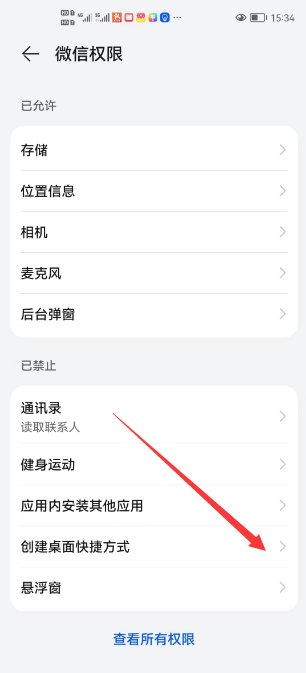 15:34
微信权限
已允许
存储
位置信息
相机
麦克风
后台弹窗
已禁止
通讯录
读取联系人
健身运动
应用内安装其他应用
创建桌面快捷方式
悬浮窗
查看所有权限